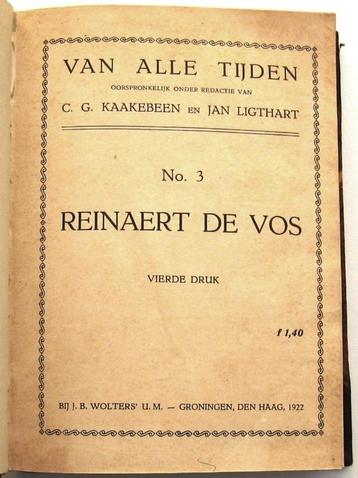 VAN ALLE TIJDEN
OORSPRONKELIJK ONDER REDACTIE VAN
C. G. KAAKEBEEN EN JAN LIGTHART
No. 3
REINAERT DE VOS
VIERDE DRUK
f 1,40
BIJ J. B. WOLTERS' U. M. — GRONINGEN, DEN HAAG, 1922